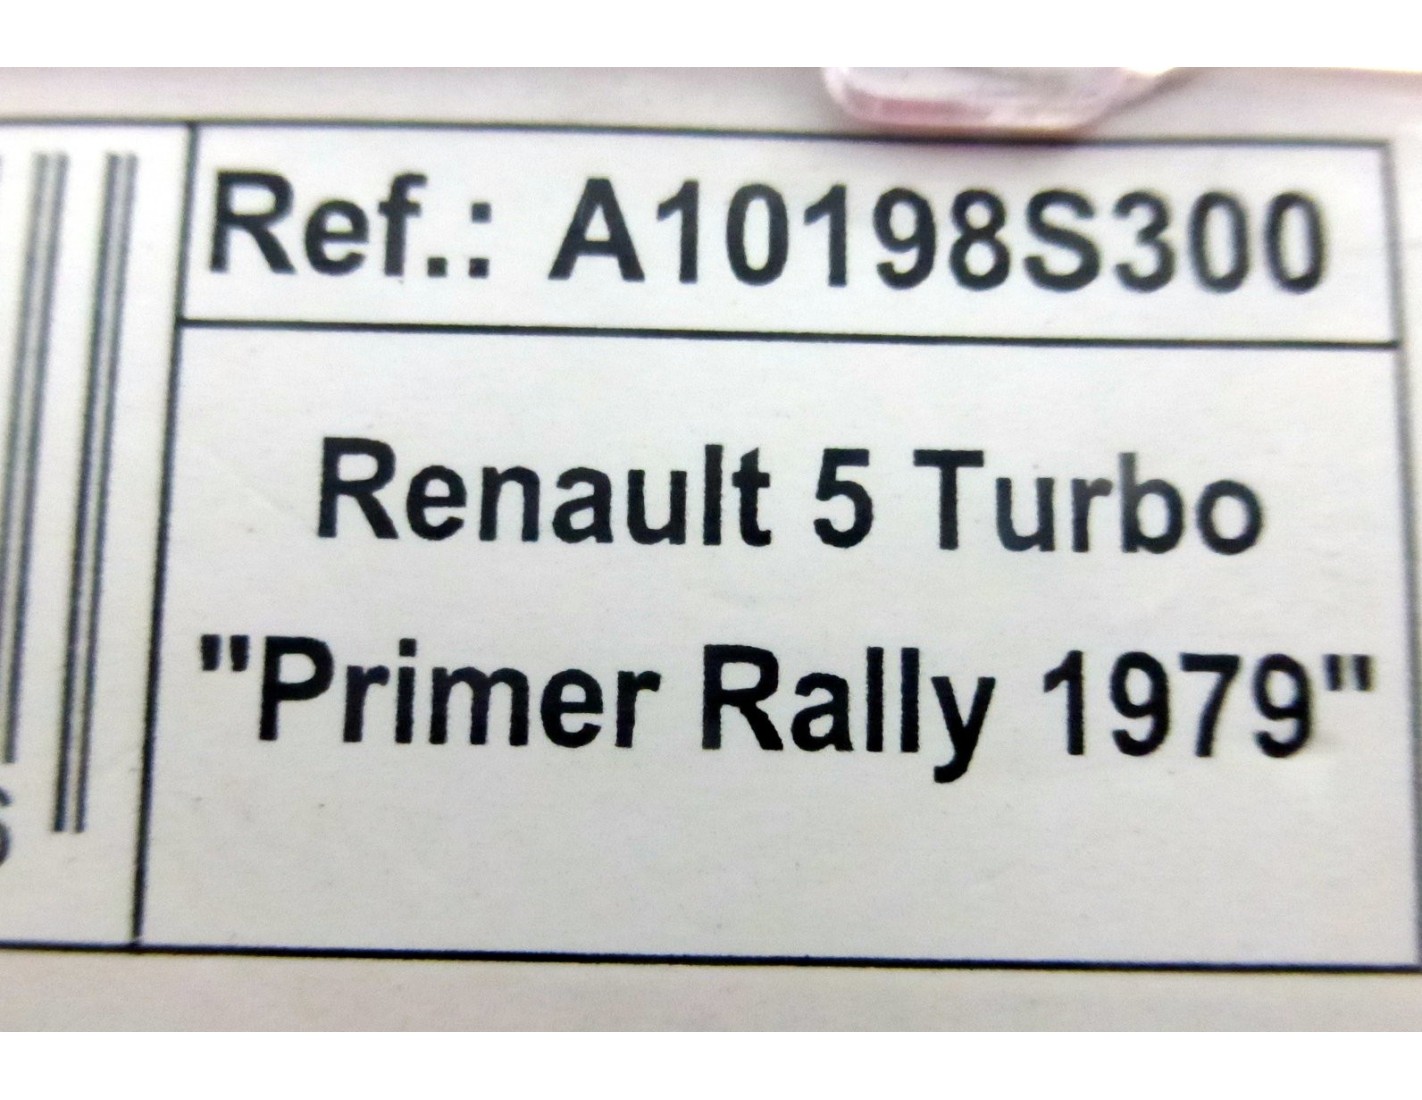 Ref.: A10198S300
Renault 5 Turbo
"Primer Rally 1979"